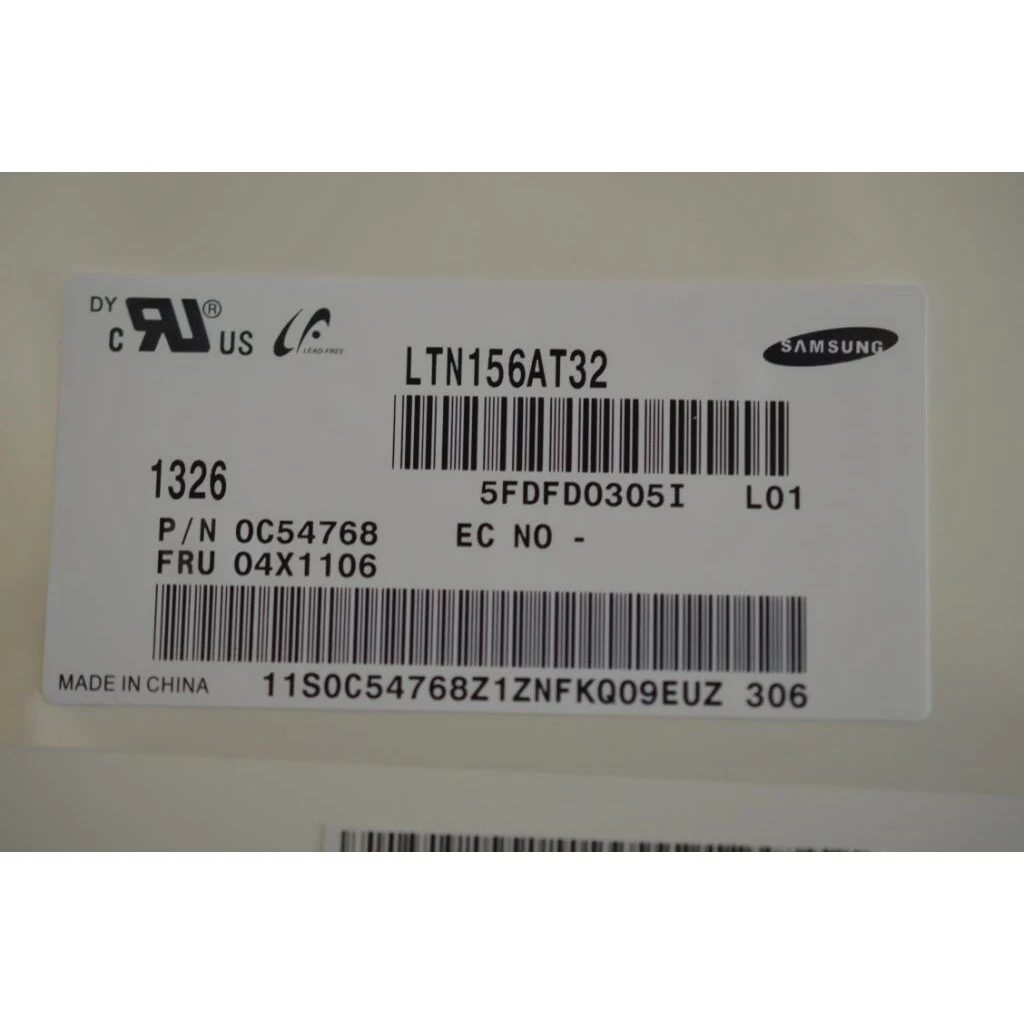 DY
C RU ® US
LEAD-FREE
SAMSUNG
LTN156AT32
1326
5FDFD0305I L01
P/N 0C54768 EC NO -
FRU 04X1106
MADE IN CHINA 11S0C54768Z1ZNFKQ09EUZ 306